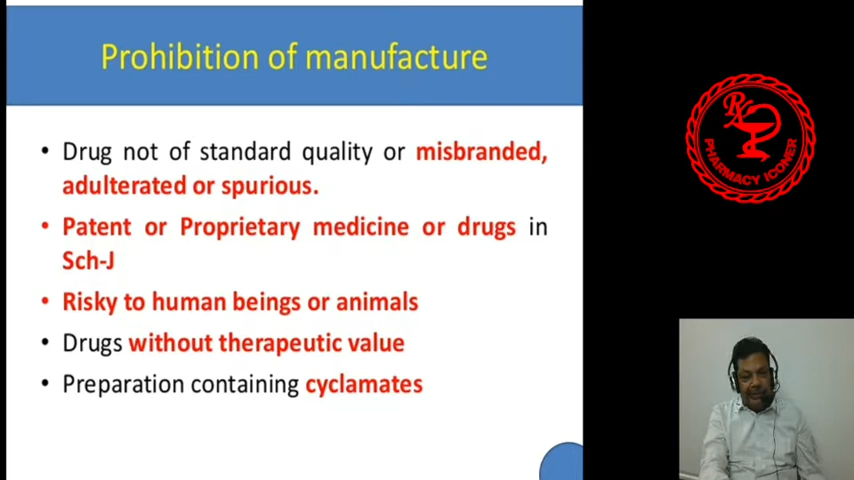 Prohibition of manufacture
• Drug not of standard quality or misbranded,
adulterated or spurious.
• Patent or Proprietary medicine or drugs in
Sch-J
• Risky to human beings or animals
• Drugs without therapeutic value
• Preparation containing cyclamates
Rx
PHARMACY ICONER